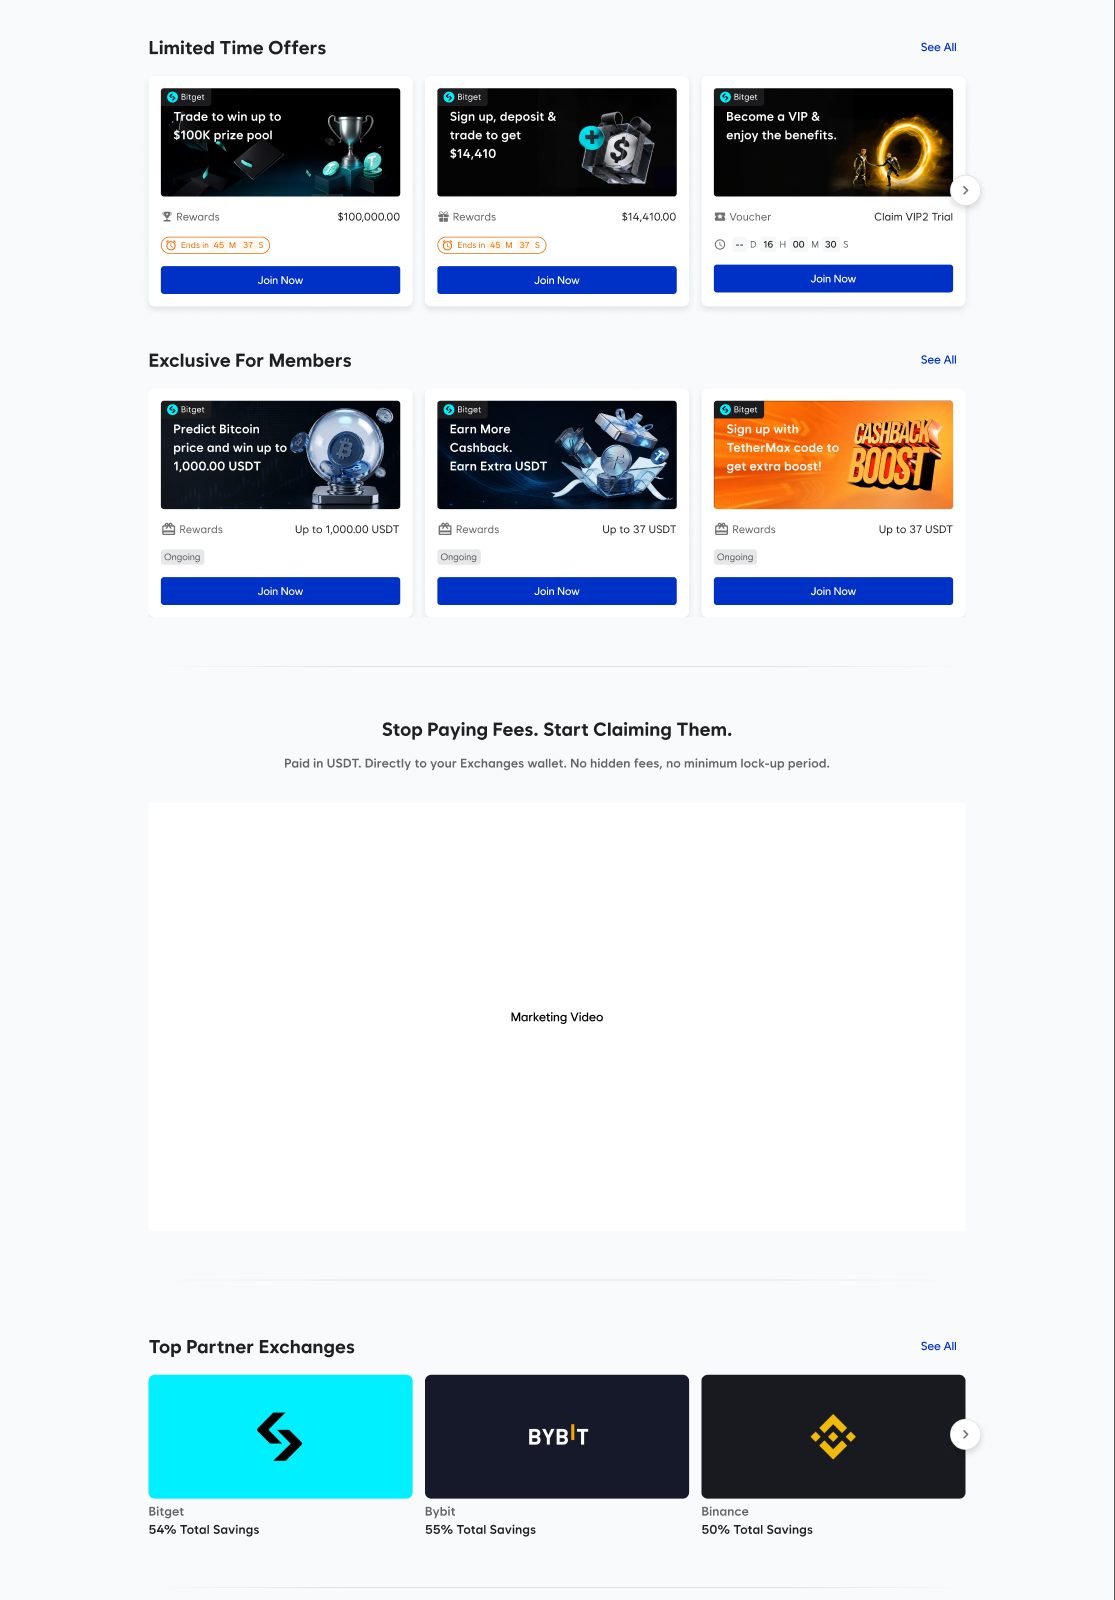 Limited Time Offers
See All
Bitget
Trade to win up to
$100K prize pool
Rewards
$100,000.00
Ends in 45 M 37 S
Join Now
Bitget
Sign up, deposit &
trade to get
$14,410
Rewards
$14,410.00
Ends in 45 M 37 S
Join Now
Bitget
Become a VIP &
enjoy the benefits.
Voucher
Claim VIP2 Trial
-- D 16 H 00 M 30 S
Join Now
Exclusive For Members
See All
Bitget
Predict Bitcoin
price and win up to
1,000.00 USDT
Rewards
Up to 1,000.00 USDT
Ongoing
Join Now
Bitget
Earn More
Cashback.
Earn Extra USDT
Rewards
Up to 37 USDT
Ongoing
Join Now
Bitget
Sign up with
TetherMax code to
get extra boost!
CASHBACK
BOOST
Rewards
Up to 37 USDT
Ongoing
Join Now
Stop Paying Fees. Start Claiming Them.
Paid in USDT. Directly to your Exchanges wallet. No hidden fees, no minimum lock-up period.
Marketing Video
Top Partner Exchanges
See All
Bitget
54% Total Savings
BYBIT
Bybit
55% Total Savings
Binance
50% Total Savings